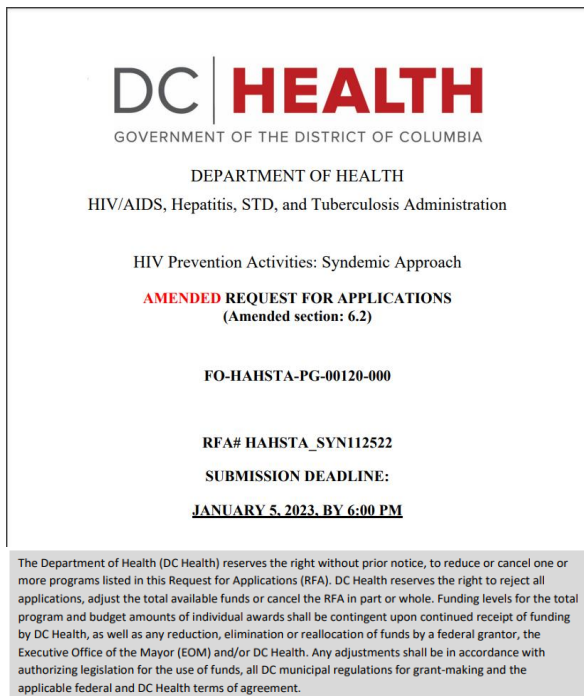 DC HEALTH
GOVERNMENT OF THE DISTRICT OF COLUMBIA
DEPARTMENT OF HEALTH
HIV/AIDS, Hepatitis, STD, and Tuberculosis Administration
HIV Prevention Activities: Syndemic Approach
AMENDED REQUEST FOR APPLICATIONS
(Amended section: 6.2)
FO-HAHSTA-PG-00120-000
RFA# HAHSTA_SYN112522
SUBMISSION DEADLINE:
JANUARY 5, 2023, BY 6:00 PM
The Department of Health (DC Health) reserves the right without prior notice, to reduce or cancel one or
more programs listed in this Request for Applications (RFA). DC Health reserves the right to reject all
applications, adjust the total available funds or cancel the RFA in part or whole. Funding levels for the total
program and budget amounts of individual awards shall be contingent upon continued receipt of funding
by DC Health, as well as any reduction, elimination or reallocation of funds by a federal grantor, the
Executive Office of the Mayor (EOM) and/or DC Health. Any adjustments shall be in accordance with
authorizing legislation for the use of funds, all DC municipal regulations for grant-making and the
applicable federal and DC Health terms of agreement.